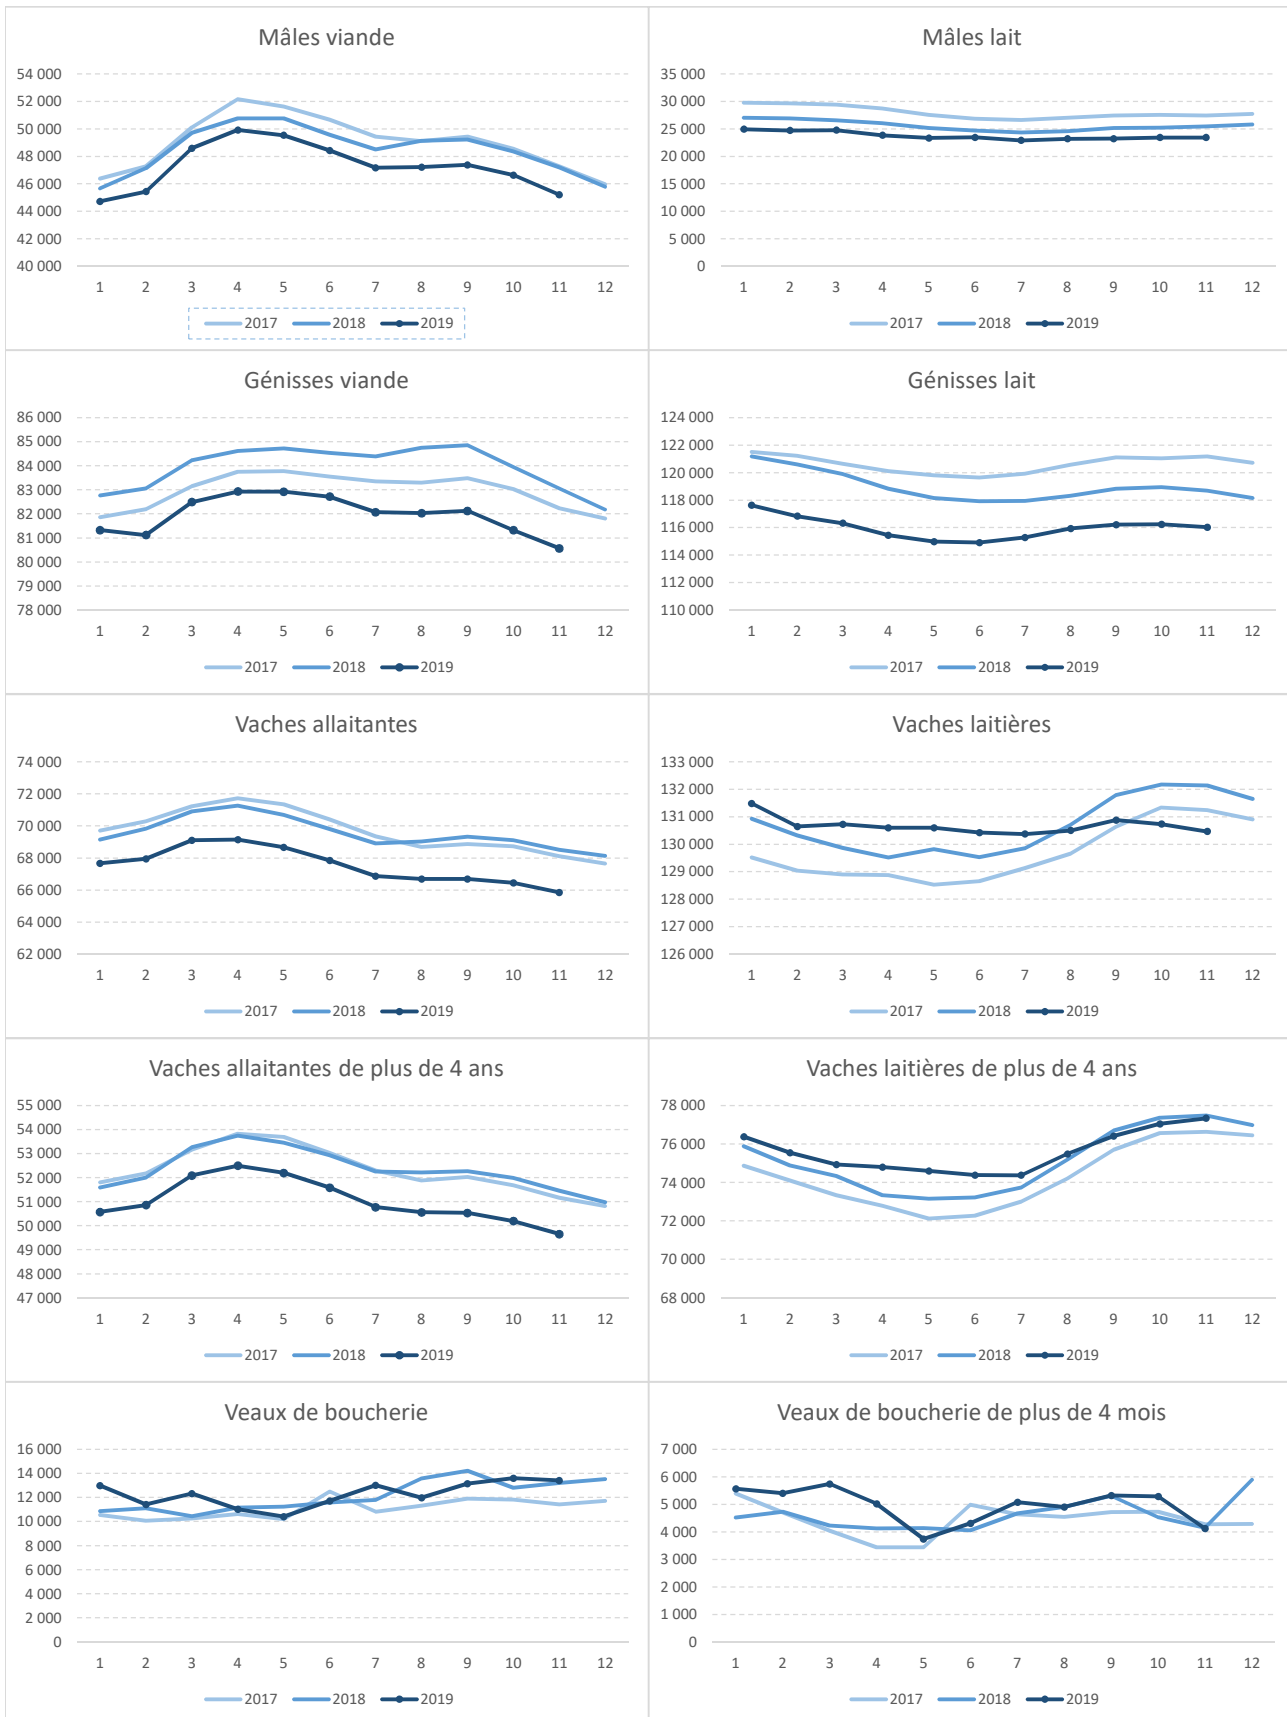 Mâles viande
54 000
52 000
50 000
48 000
46 000
44 000
42 000
40 000
1 2 3 4 5 6 7 8 9 10 11 12
2017 2018 2019
Mâles lait
35 000
30 000
25 000
20 000
15 000
10 000
5 000
0
1 2 3 4 5 6 7 8 9 10 11 12
2017 2018 2019
Génisses viande
86 000
85 000
84 000
83 000
82 000
81 000
80 000
79 000
78 000
1 2 3 4 5 6 7 8 9 10 11 12
2017 2018 2019
Génisses lait
124 000
122 000
120 000
118 000
116 000
114 000
112 000
110 000
1 2 3 4 5 6 7 8 9 10 11 12
2017 2018 2019
Vaches allaitantes
74 000
72 000
70 000
68 000
66 000
64 000
62 000
1 2 3 4 5 6 7 8 9 10 11 12
2017 2018 2019
Vaches laitières
133 000
132 000
131 000
130 000
129 000
128 000
127 000
126 000
1 2 3 4 5 6 7 8 9 10 11 12
2017 2018 2019
Vaches allaitantes de plus de 4 ans
55 000
54 000
53 000
52 000
51 000
50 000
49 000
48 000
47 000
1 2 3 4 5 6 7 8 9 10 11 12
2017 2018 2019
Vaches laitières de plus de 4 ans
78 000
76 000
74 000
72 000
70 000
68 000
1 2 3 4 5 6 7 8 9 10 11 12
2017 2018 2019
Veaux de boucherie
16 000
14 000
12 000
10 000
8 000
6 000
4 000
2 000
0
1 2 3 4 5 6 7 8 9 10 11 12
2017 2018 2019
Veaux de boucherie de plus de 4 mois
7 000
6 000
5 000
4 000
3 000
2 000
1 000
0
1 2 3 4 5 6 7 8 9 10 11 12
2017 2018 2019